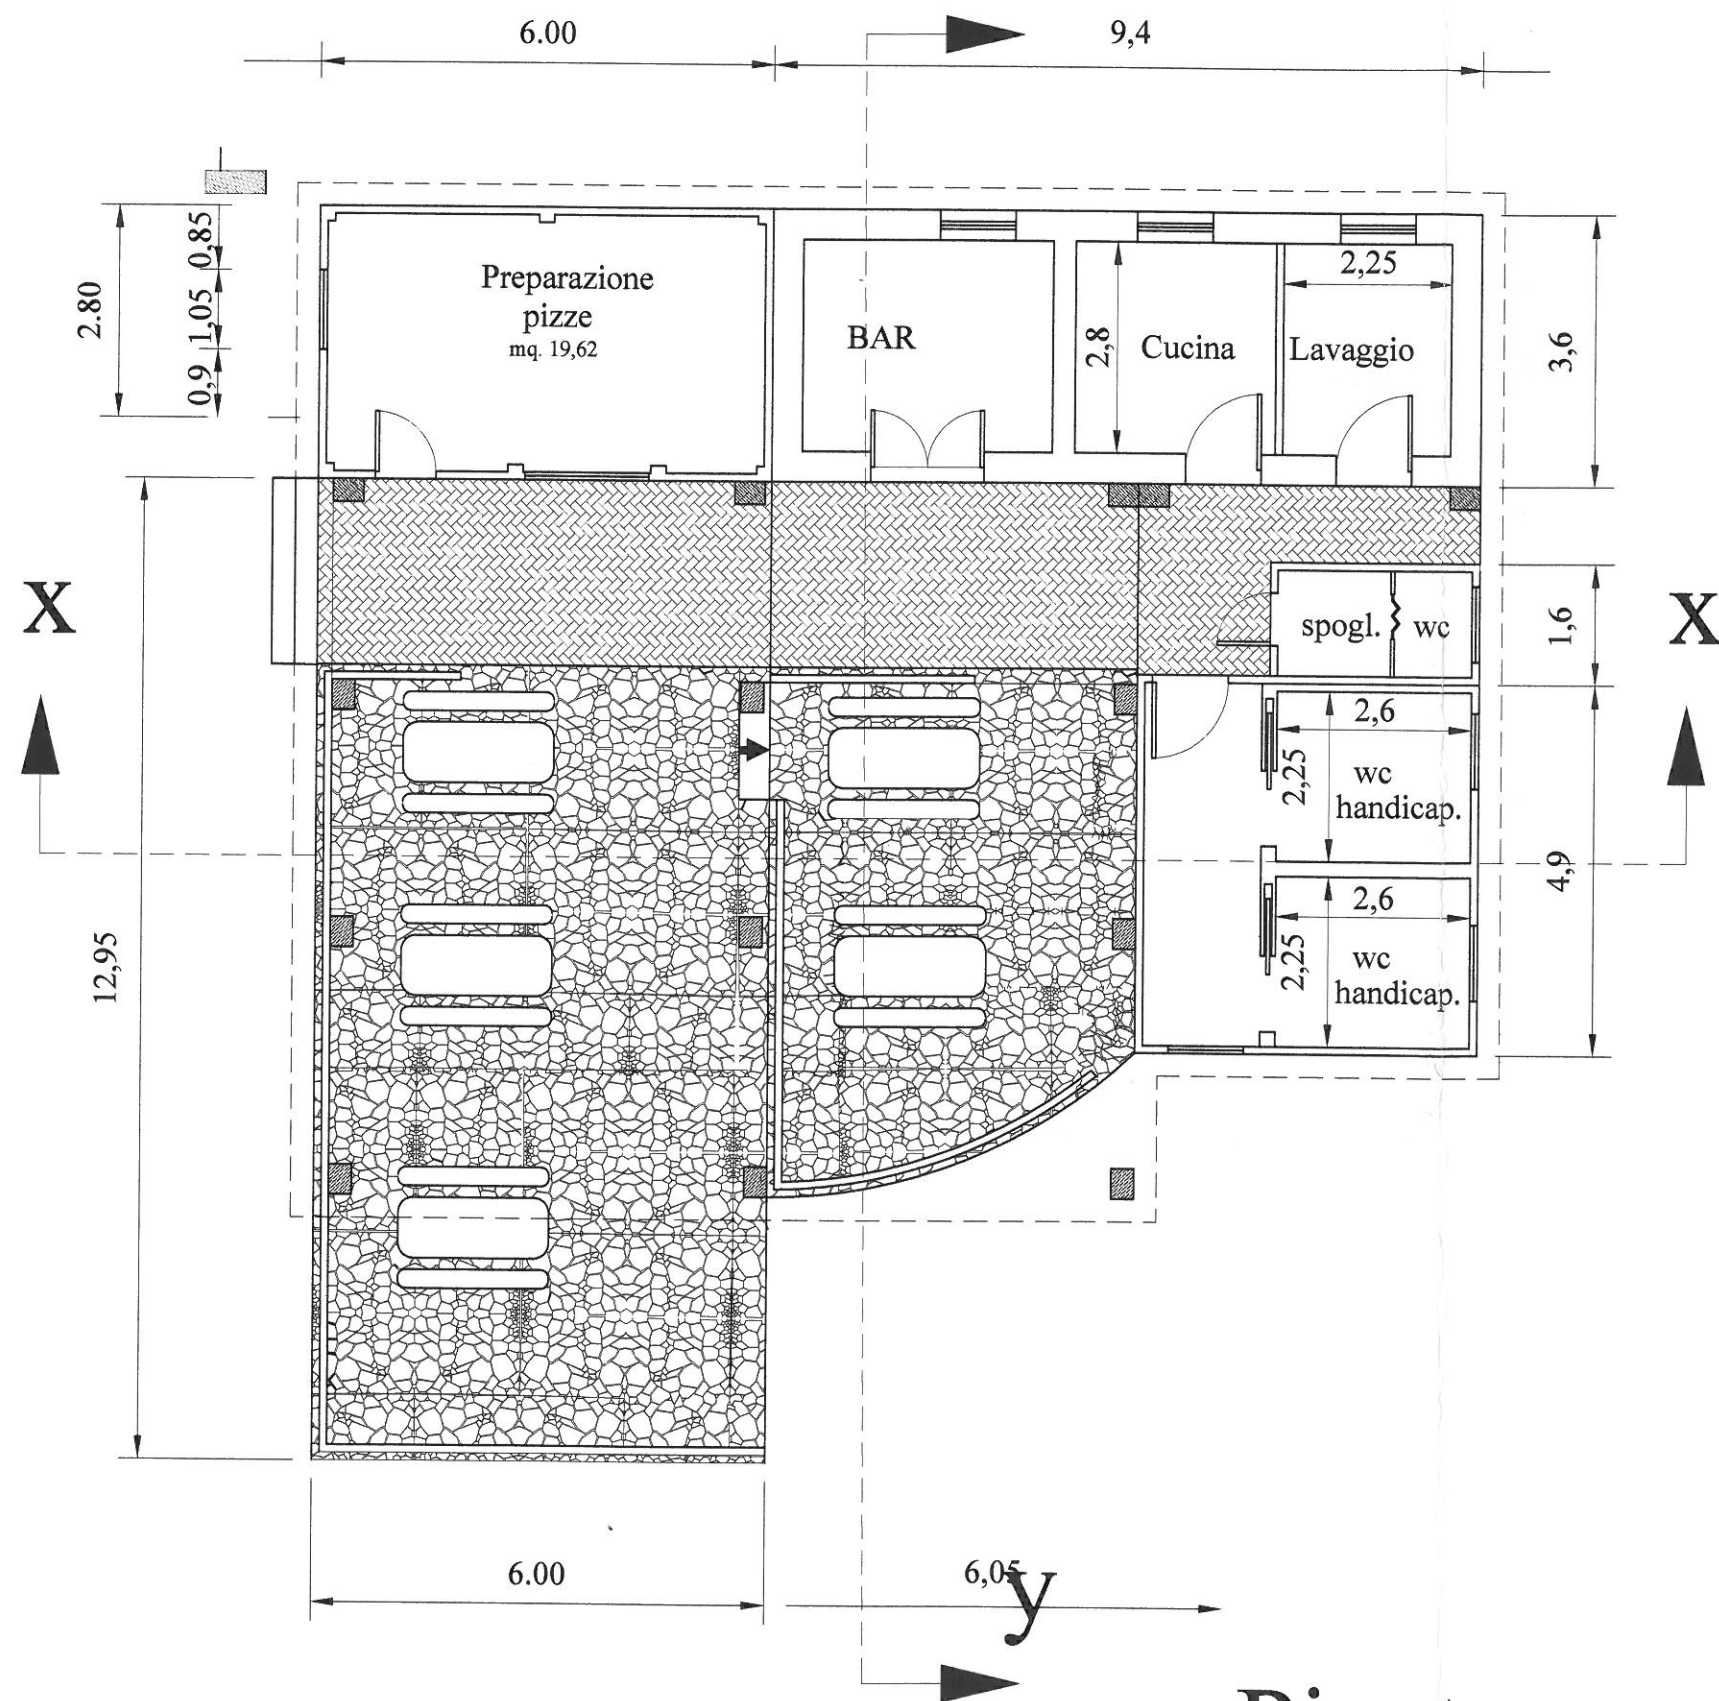 6.00
9,4
0,85
2.80
1,05
0,9
Preparazione
pizze
mq. 19,62
BAR
2,8
Cucina
2,25
Lavaggio
3,6
X
X
spogl.
wc
1,6
12,95
2,6
2,25
wc
handicap.
4,9
2,6
2,25
wc
handicap.
6.00
6,05
y